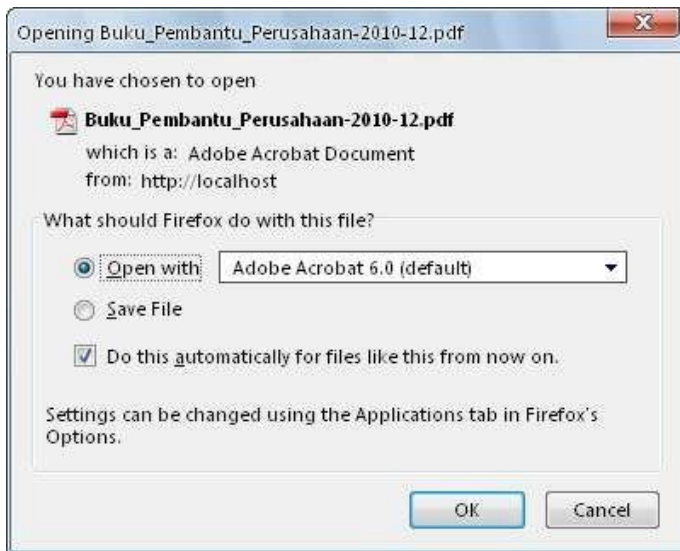 Opening Buku_Pembantu_Perusahaan-2010-12.pdf
You have chosen to open
Buku_Pembantu_Perusahaan-2010-12.pdf
which is a: Adobe Acrobat Document
from: http://localhost
What should Firefox do with this file?
Open with Adobe Acrobat 6.0 (default)
Save File
Do this automatically for files like this from now on.
Settings can be changed using the Applications tab in Firefox's
Options.
OK Cancel